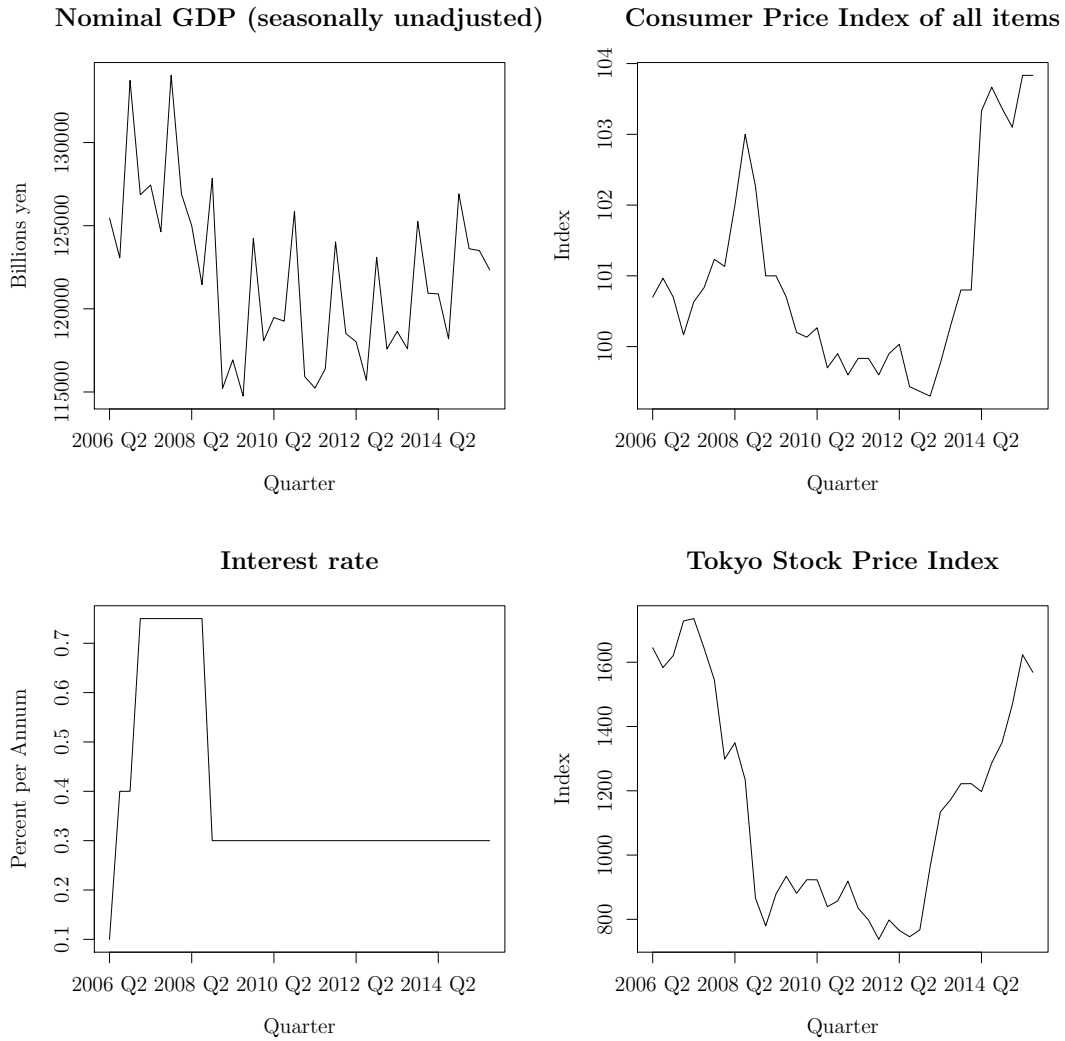 Nominal GDP (seasonally unadjusted)
Billions yen
130000
125000
120000
115000
2006 Q2 2008 Q2 2010 Q2 2012 Q2 2014 Q2
Quarter
Consumer Price Index of all items
Index
104
103
102
101
100
2006 Q2 2008 Q2 2010 Q2 2012 Q2 2014 Q2
Quarter
Interest rate
Percent per Annum
0.7
0.6
0.5
0.4
0.3
0.2
0.1
2006 Q2 2008 Q2 2010 Q2 2012 Q2 2014 Q2
Quarter
Tokyo Stock Price Index
Index
1600
1400
1200
1000
800
2006 Q2 2008 Q2 2010 Q2 2012 Q2 2014 Q2
Quarter